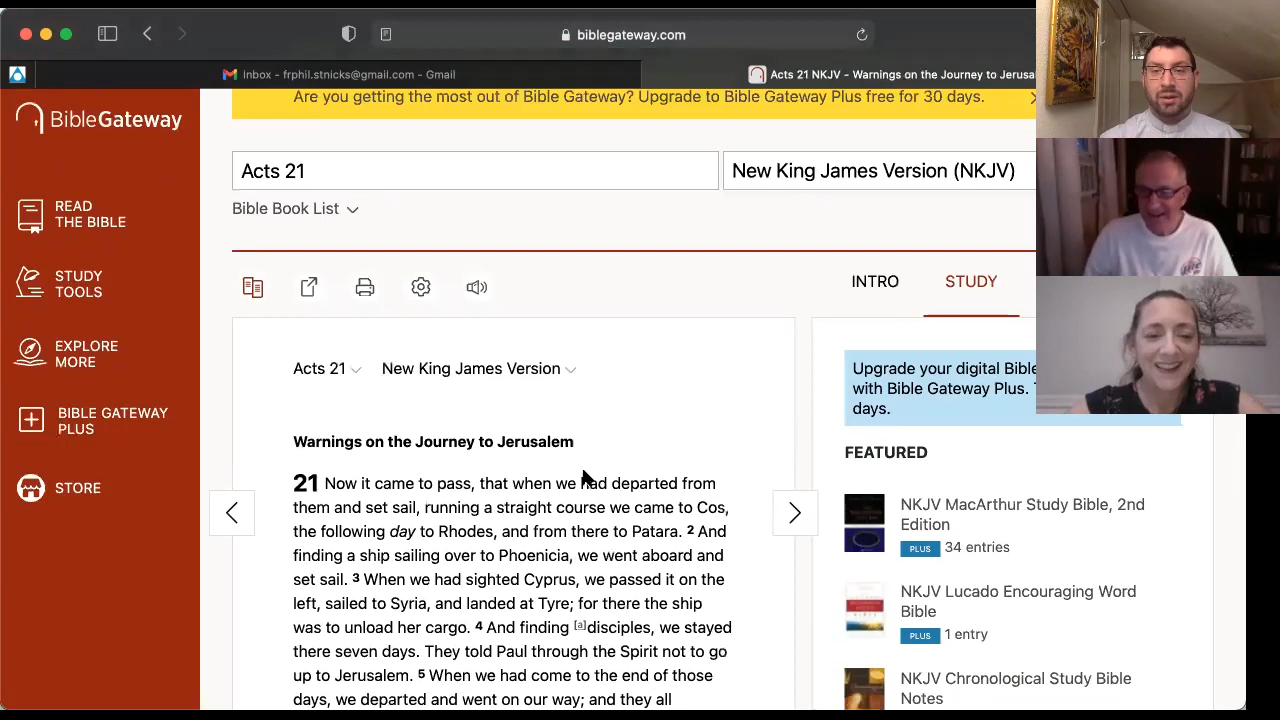 biblegateway.com
Inbox - frphil.stnicks@gmail.com - Gmail
Acts 21 NKJV - Warnings on the Journey to Jerusa
BibleGateway
Are you getting the most out of Bible Gateway? Upgrade to Bible Gateway Plus free for 30 days.
READ
THE BIBLE
STUDY
TOOLS
EXPLORE
MORE
BIBLE GATEWAY
PLUS
STORE
Acts 21
New King James Version (NKJV)
Bible Book List
INTRO
STUDY
Acts 21
New King James Version
Warnings on the Journey to Jerusalem
21 Now it came to pass, that when we had departed from
them and set sail, running a straight course we came to Cos,
the following day to Rhodes, and from there to Patara. 2 And
finding a ship sailing over to Phoenicia, we went aboard and
set sail. 3 When we had sighted Cyprus, we passed it on the
left, sailed to Syria, and landed at Tyre; for there the ship
was to unload her cargo. 4 And finding [a]disciples, we stayed
there seven days. They told Paul through the Spirit not to go
up to Jerusalem. 5 When we had come to the end of those
days, we departed and went on our way; and they all
Upgrade your digital Bible
with Bible Gateway Plus. T
days.
FEATURED
NKJV MacArthur Study Bible, 2nd
Edition
PLUS 34 entries
NKJV Lucado Encouraging Word
Bible
PLUS 1 entry
NKJV Chronological Study Bible
Notes